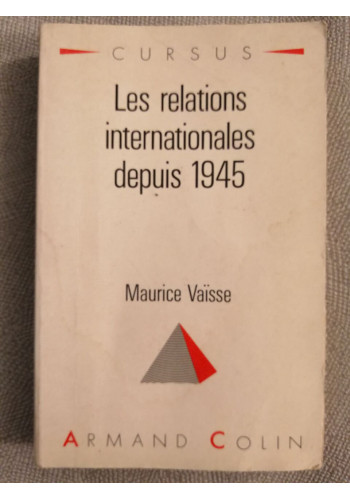 CURSUS
Les relations
internationales
depuis 1945
Maurice Vaïsse
ARMAND COLIN